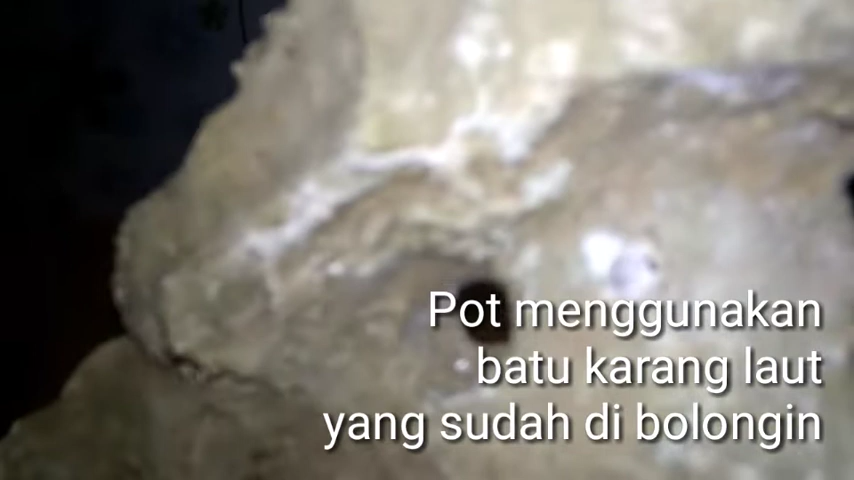 Pot menggunakan
batu karang laut
yang sudah di bolongin